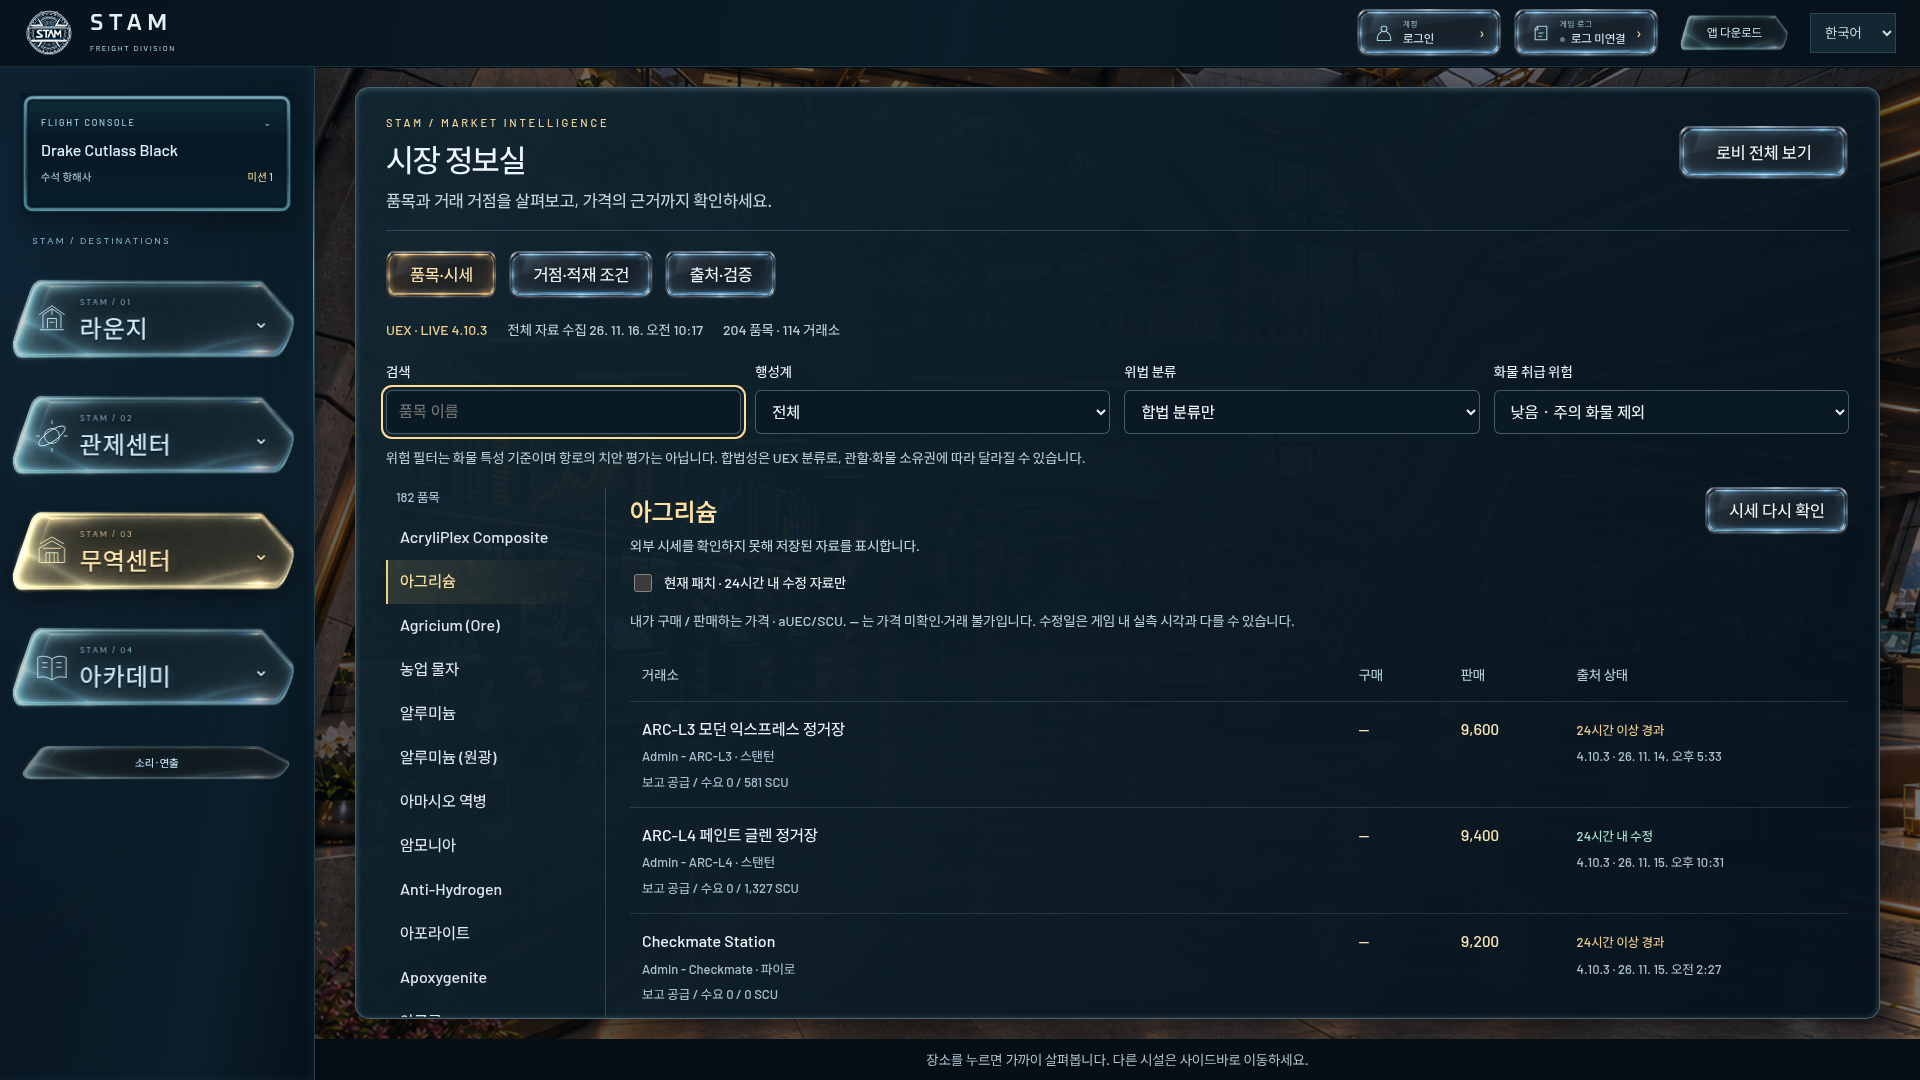 STAM
STAM
FREIGHT DIVISION
계정
로그인
게임 로그
로그 미연결
앱 다운로드
한국어
FLIGHT CONSOLE
Drake Cutlass Black
수석 항해사
미션 1
STAM / DESTINATIONS
STAM / 01
라운지
STAM / 02
관제센터
STAM / 03
무역센터
STAM / 04
아카데미
소리·연출
STAM / MARKET INTELLIGENCE
시장 정보실
품목과 거래 거점을 살펴보고, 가격의 근거까지 확인하세요.
로비 전체 보기
품목·시세
거점·적재 조건
출처·검증
UEX · LIVE 4.10.3 전체 자료 수집 26. 11. 16. 오전 10:17 204 품목 · 114 거래소
검색
행성계
위법 분류
화물 취급 위험
품목 이름
전체
합법 분류만
낮음 · 주의 화물 제외
위험 필터는 화물 특성 기준이며 항로의 치안 평가는 아닙니다. 합법성은 UEX 분류로, 관할·화물 소유권에 따라 달라질 수 있습니다.
182 품목
AcryliPlex Composite
아그리슘
Agricium (Ore)
농업 물자
알루미늄
알루미늄 (원광)
아마시오 역병
암모니아
Anti-Hydrogen
아포라이트
Apoxygenite
아그리슘
시세 다시 확인
외부 시세를 확인하지 못해 저장된 자료를 표시합니다.
현재 패치 · 24시간 내 수정 자료만
내가 구매 / 판매하는 가격 · aUEC/SCU. — 는 가격 미확인·거래 불가입니다. 수정일은 게임 내 실측 시각과 다를 수 있습니다.
거래소 구매 판매 출처 상태
ARC-L3 모던 익스프레스 정거장 — 9,600 24시간 이상 경과
Admin - ARC-L3 · 스탠턴 4.10.3 · 26. 11. 14. 오후 5:33
보고 공급 / 수요 0 / 581 SCU
ARC-L4 페인트 글렌 정거장 — 9,400 24시간 내 수정
Admin - ARC-L4 · 스탠턴 4.10.3 · 26. 11. 15. 오후 10:31
보고 공급 / 수요 0 / 1,327 SCU
Checkmate Station — 9,200 24시간 이상 경과
Admin - Checkmate · 파이로 4.10.3 · 26. 11. 15. 오전 2:27
보고 공급 / 수요 0 / 0 SCU
장소를 누르면 가까이 살펴봅니다. 다른 시설은 사이드바로 이동하세요.